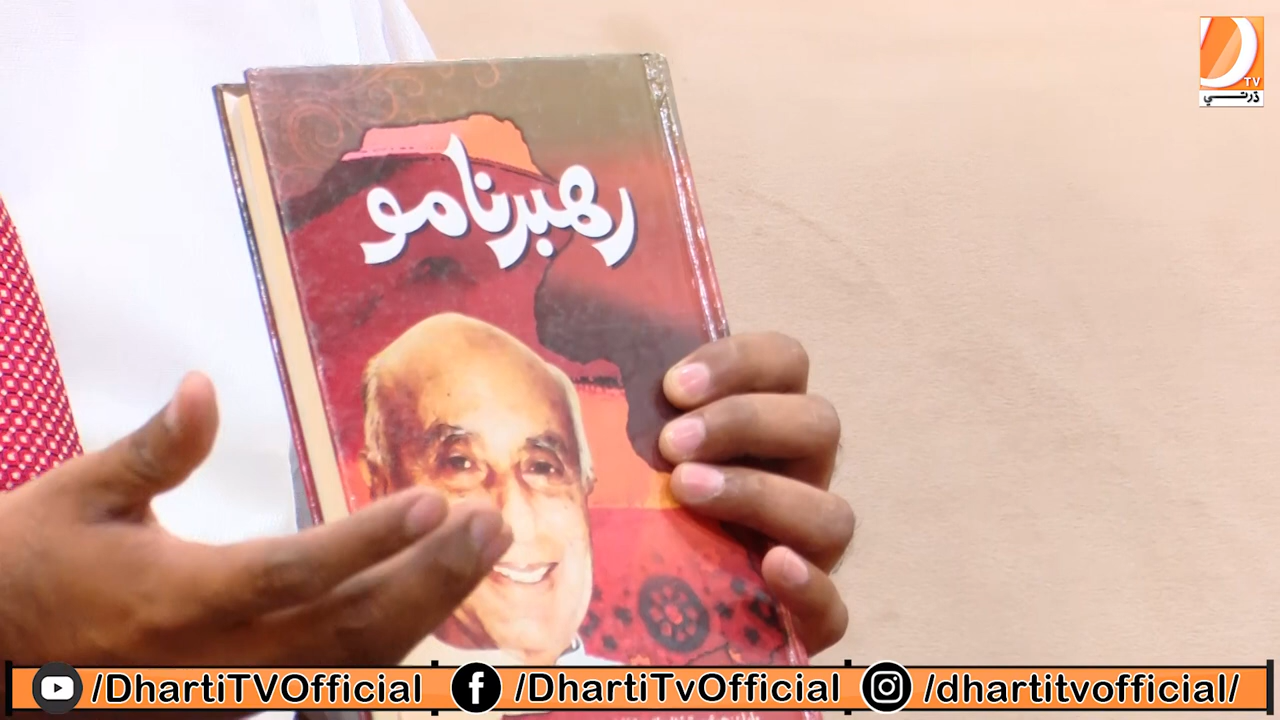 TV
ڌرتي
رهبرنامو
/DhartiTVOfficial
/DhartiTvOfficial
/dhartitvofficial/